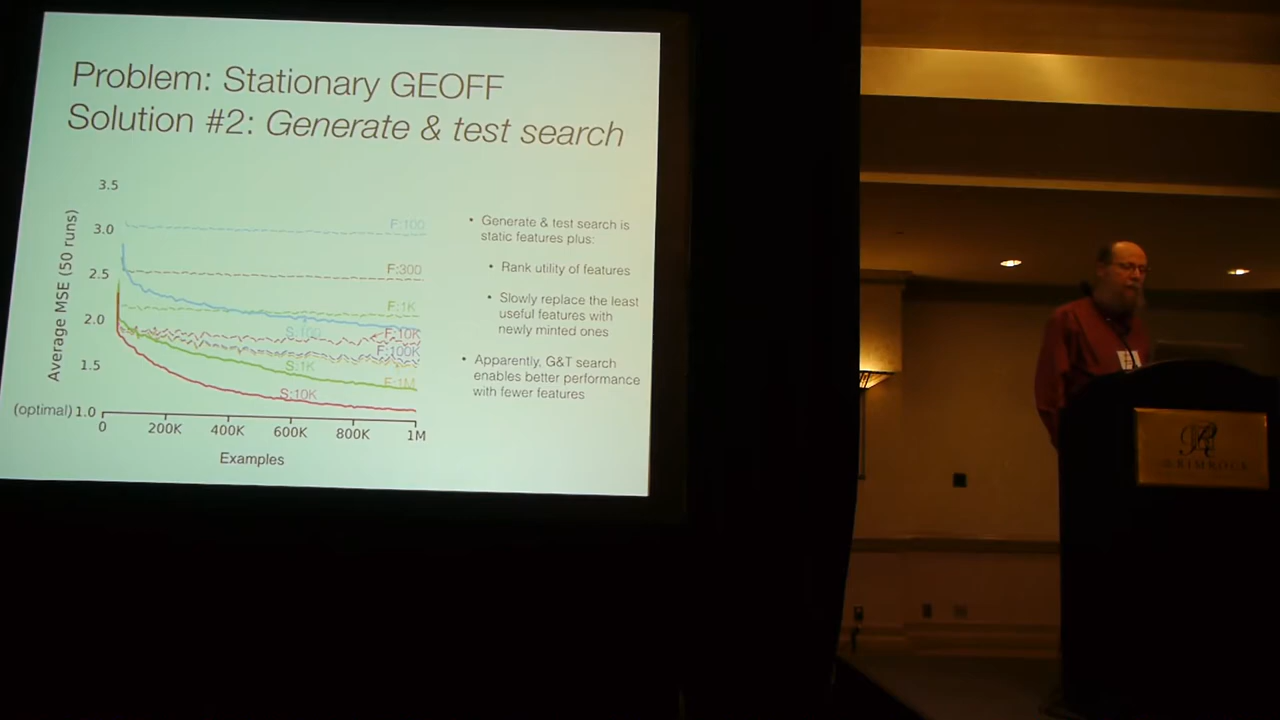 Problem: Stationary GEOFF
Solution #2: Generate & test search
3.5
3.0
2.5
2.0
1.5
(optimal) 1.0
Average MSE (50 runs)
F:100
F:300
F:1K
S:100
F:10K
F:100K
S:1K
F:1M
S:10K
0
200K
400K
600K
800K
1M
Examples
• Generate & test search is
static features plus:
• Rank utility of features
• Slowly replace the least
useful features with
newly minted ones
• Apparently, G&T search
enables better performance
with fewer features
PRIMROSE